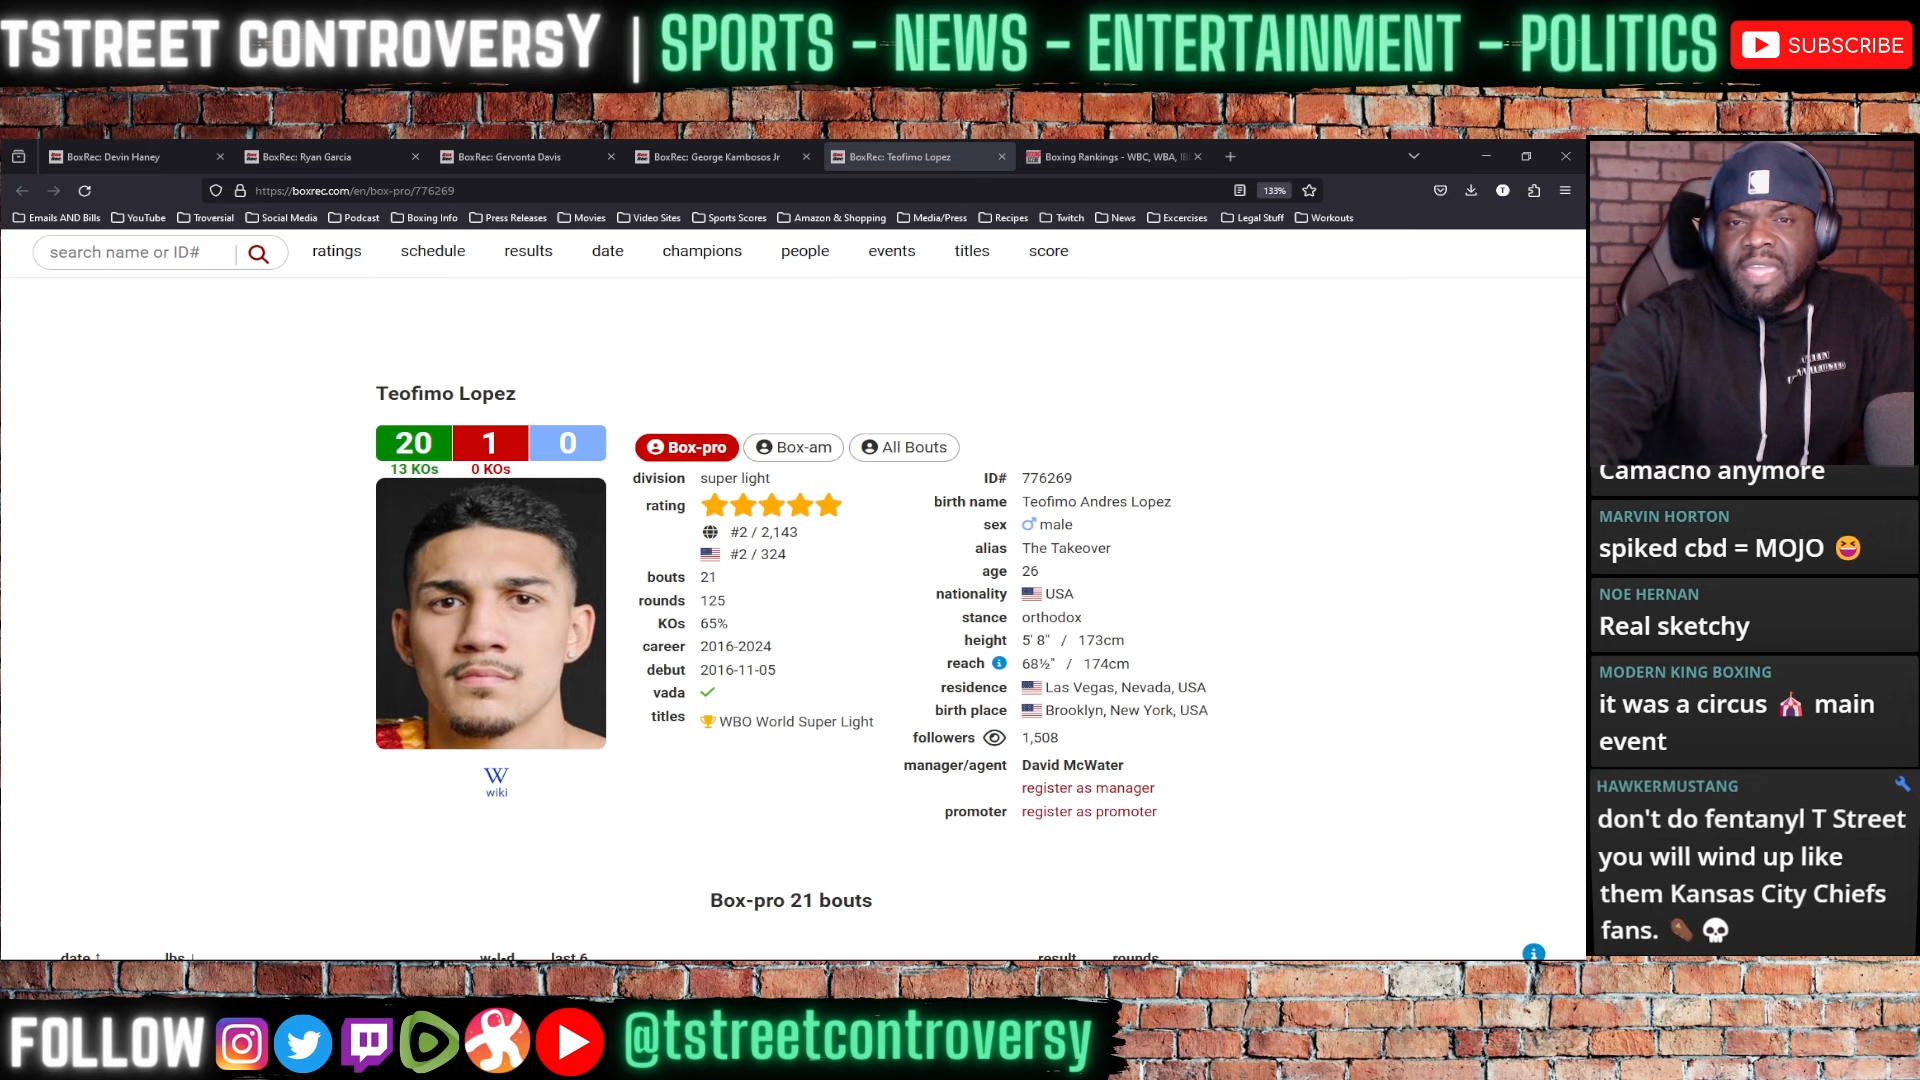 TSTREET CONTROVERSY | SPORTS - NEWS - ENTERTAINMENT - POLITICS
SUBSCRIBE
BoxRec: Devin Haney
BoxRec: Ryan Garcia
BoxRec: Gervonta Davis
BoxRec: George Kambosos Jr
BoxRec: Teofimo Lopez
Boxing Rankings - WBC, WBA, IB
https://boxrec.com/en/box-pro/776269
133%
T
Emails AND Bills
YouTube
Troversial
Social Media
Podcast
Boxing Info
Press Releases
Movies
Video Sites
Sports Scores
Amazon & Shopping
Media/Press
Recipes
Twitch
News
Excercises
Legal Stuff
Workouts
search name or ID#
ratings
schedule
results
date
champions
people
events
titles
score
Teofimo Lopez
20 1 0
13 KOs 0 KOs
W
wiki
Box-pro
Box-am
All Bouts
division super light
rating
#2 / 2,143
#2 / 324
bouts 21
rounds 125
KOs 65%
career 2016-2024
debut 2016-11-05
vada
titles WBO World Super Light
ID# 776269
birth name Teofimo Andres Lopez
sex male
alias The Takeover
age 26
nationality USA
stance orthodox
height 5' 8" / 173cm
reach 68½" / 174cm
residence Las Vegas, Nevada, USA
birth place Brooklyn, New York, USA
followers 1,508
manager/agent David McWater
register as manager
promoter register as promoter
Box-pro 21 bouts
date ↑ lbs w-l-d last 6 result rounds
Camacho anymore
MARVIN HORTON
spiked cbd = MOJO 😆
NOE HERNAN
Real sketchy
MODERN KING BOXING
it was a circus 🎪 main
event
HAWKERMUSTANG
don't do fentanyl T Street
you will wind up like
them Kansas City Chiefs
fans. ⚰️ 💀
FOLLOW
@tstreetcontroversy